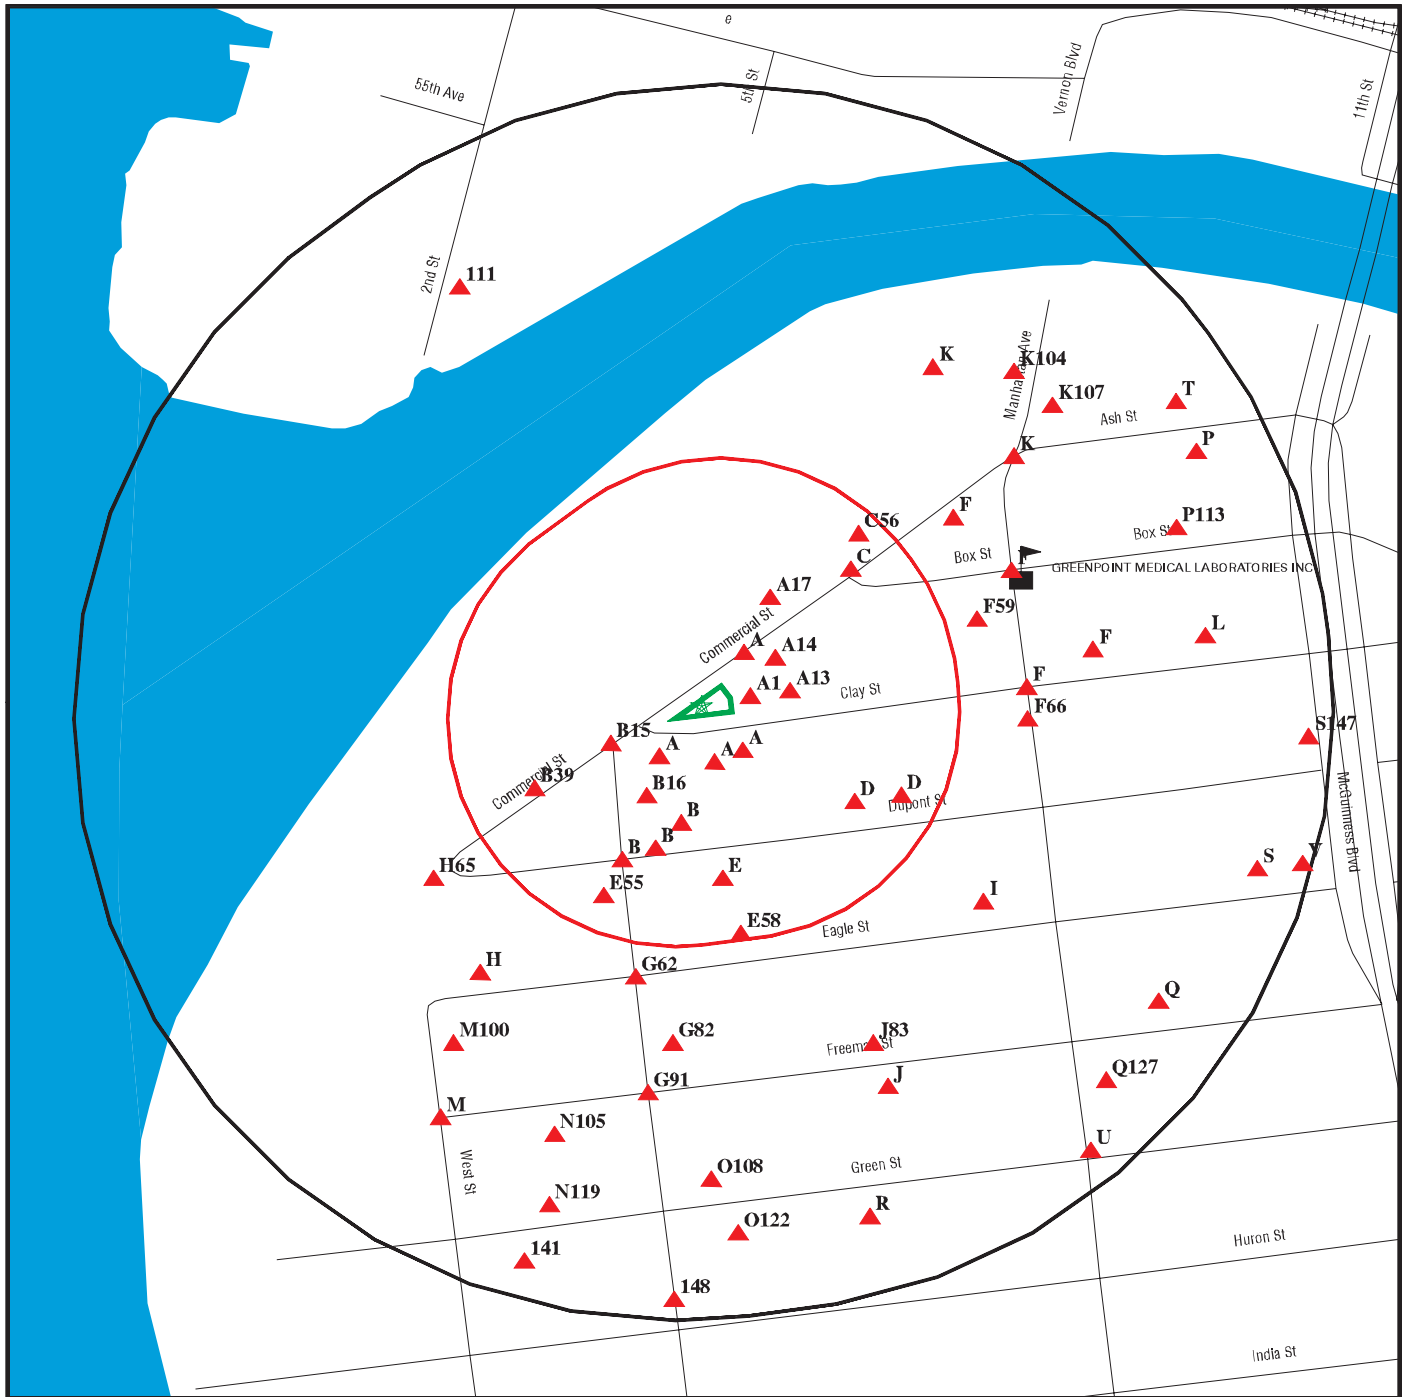 e
55th Ave
5th St
Vernon Blvd
11th St
2nd St
111
K
K104
Manhattan Ave
K107
T
Ash St
K
P
F
C56
P113
Box St
Box St
C
F
GREENPOINT MEDICAL LABORATORIES INC
A17
F59
Commercial St
A
A14
F
L
A1
A13
Clay St
F
F66
B15
S147
A
A
A
B39
Commercial St
B16
D
D
Dupont St
McGuinness Blvd
B
B
B
H65
E55
E
S
V
I
E58
Eagle St
H
G62
Q
M100
G82
J83
Freeman St
G91
J
Q127
M
N105
U
West St
O108
Green St
N119
O122
R
141
Huron St
148
India St